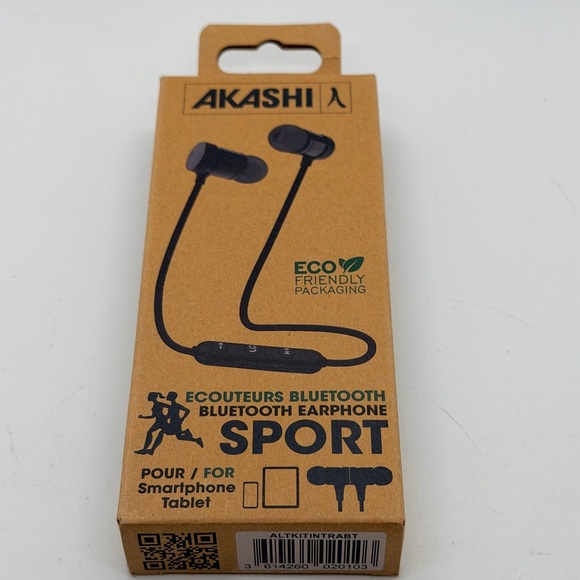 AKASHI
ECO
FRIENDLY
PACKAGING
ECOUTEURS BLUETOOTH
BLUETOOTH EARPHONE
SPORT
POUR / FOR
Smartphone
Tablet
ALTKITINTRABT
3 614260 020103